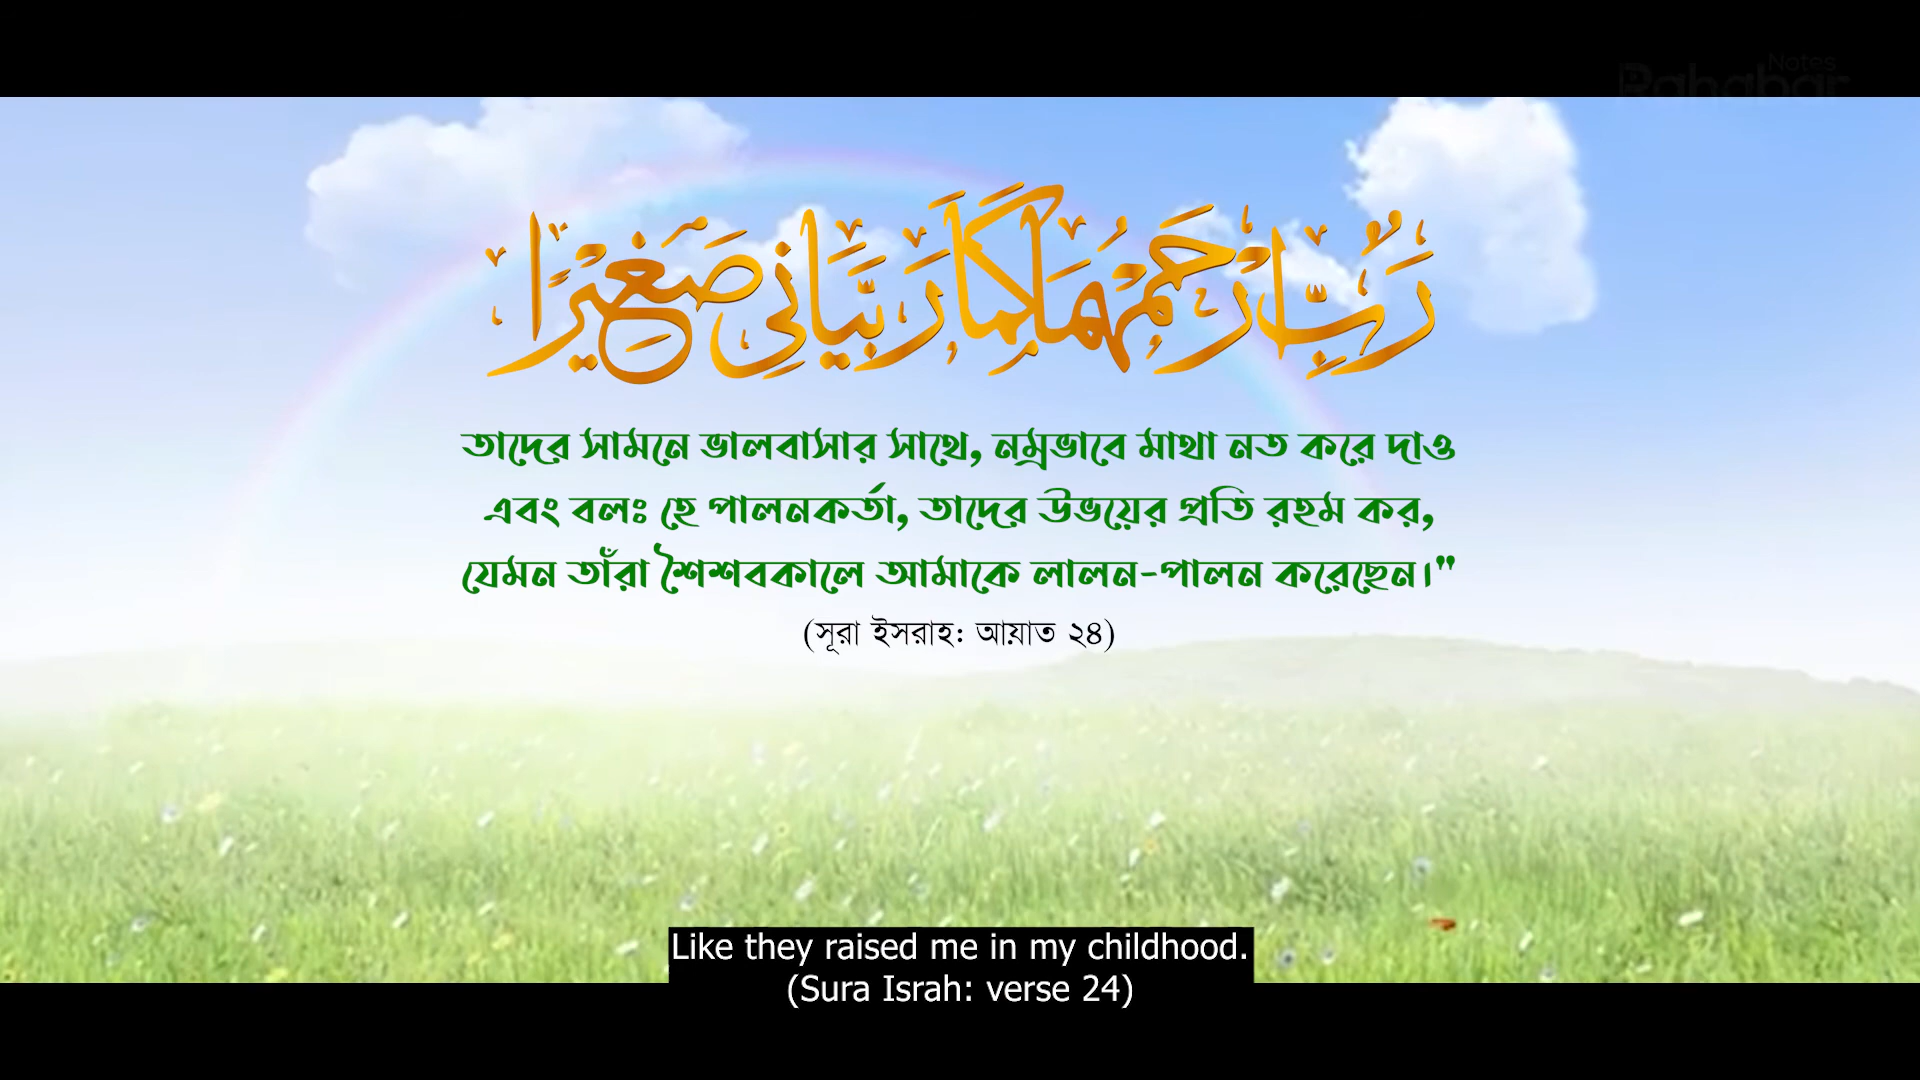 Notes
Rahabar
رَّبِّ ارْحَمْهُمَا كَمَا رَبَّيَانِي صَغِيرًا
তাদের সামনে ভালবাসার সাথে, নম্রভাবে মাথা নত করে দাও
এবং বলঃ হে পালনকর্তা, তাদের উভয়ের প্রতি রহম কর,
যেমন তাঁরা শৈশবকালে আমাকে লালন-পালন করেছেন।"
(সূরা ইসরাহ: আয়াত ২৪)
Like they raised me in my childhood.
(Sura Israh: verse 24)